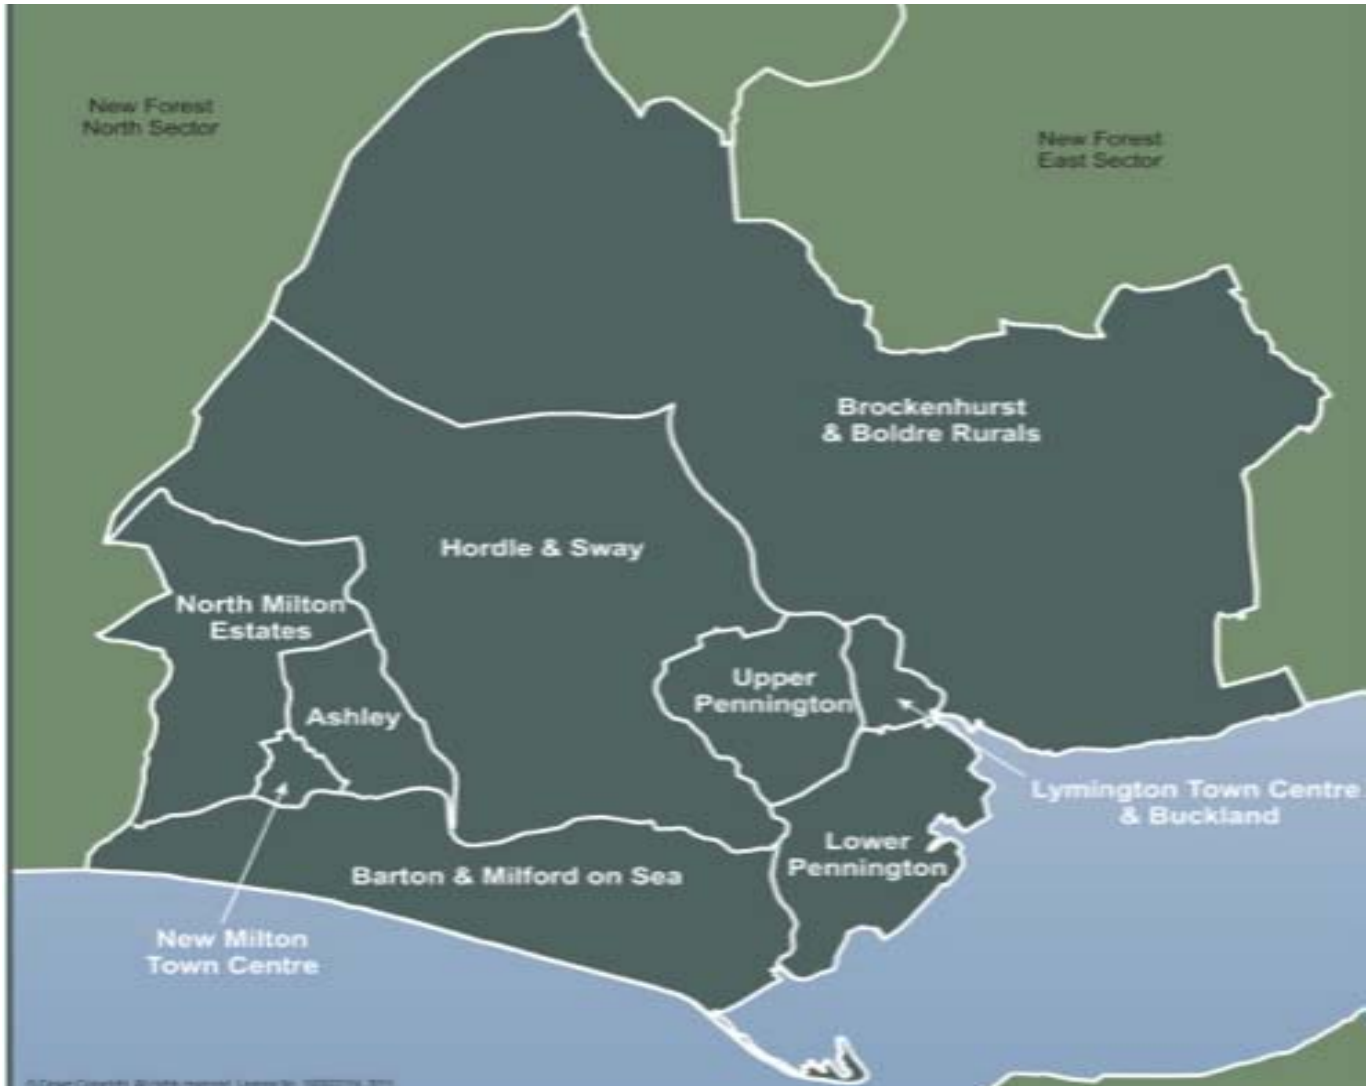 New Forest
North Sector
New Forest
East Sector
Brockenhurst
& Boldre Rurals
Hordle & Sway
North Milton
Estates
Upper
Pennington
Ashley
Lymington Town Centre
& Buckland
Lower
Pennington
Barton & Milford on Sea
New Milton
Town Centre